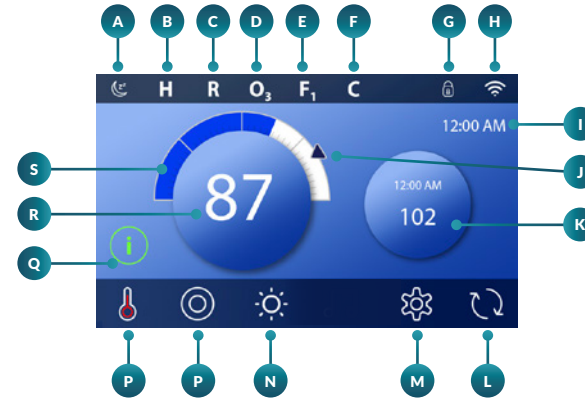 A B C D E F G H
H R O₃ F₁ C
12:00 AM I
J
S
87
12:00 AM
R
102
K
i
Q
P P N M L